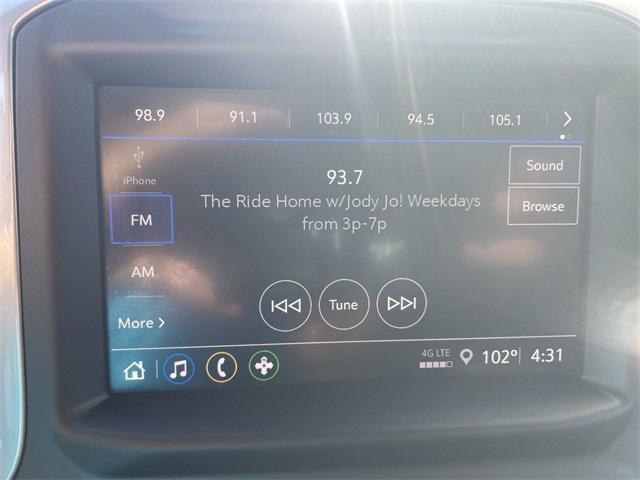 98.9 91.1 103.9 94.5 105.1
iPhone
93.7
Sound
FM
The Ride Home w/Jody Jo! Weekdays
from 3p-7p
Browse
AM
Tune
More
4G LTE
102° 4:31